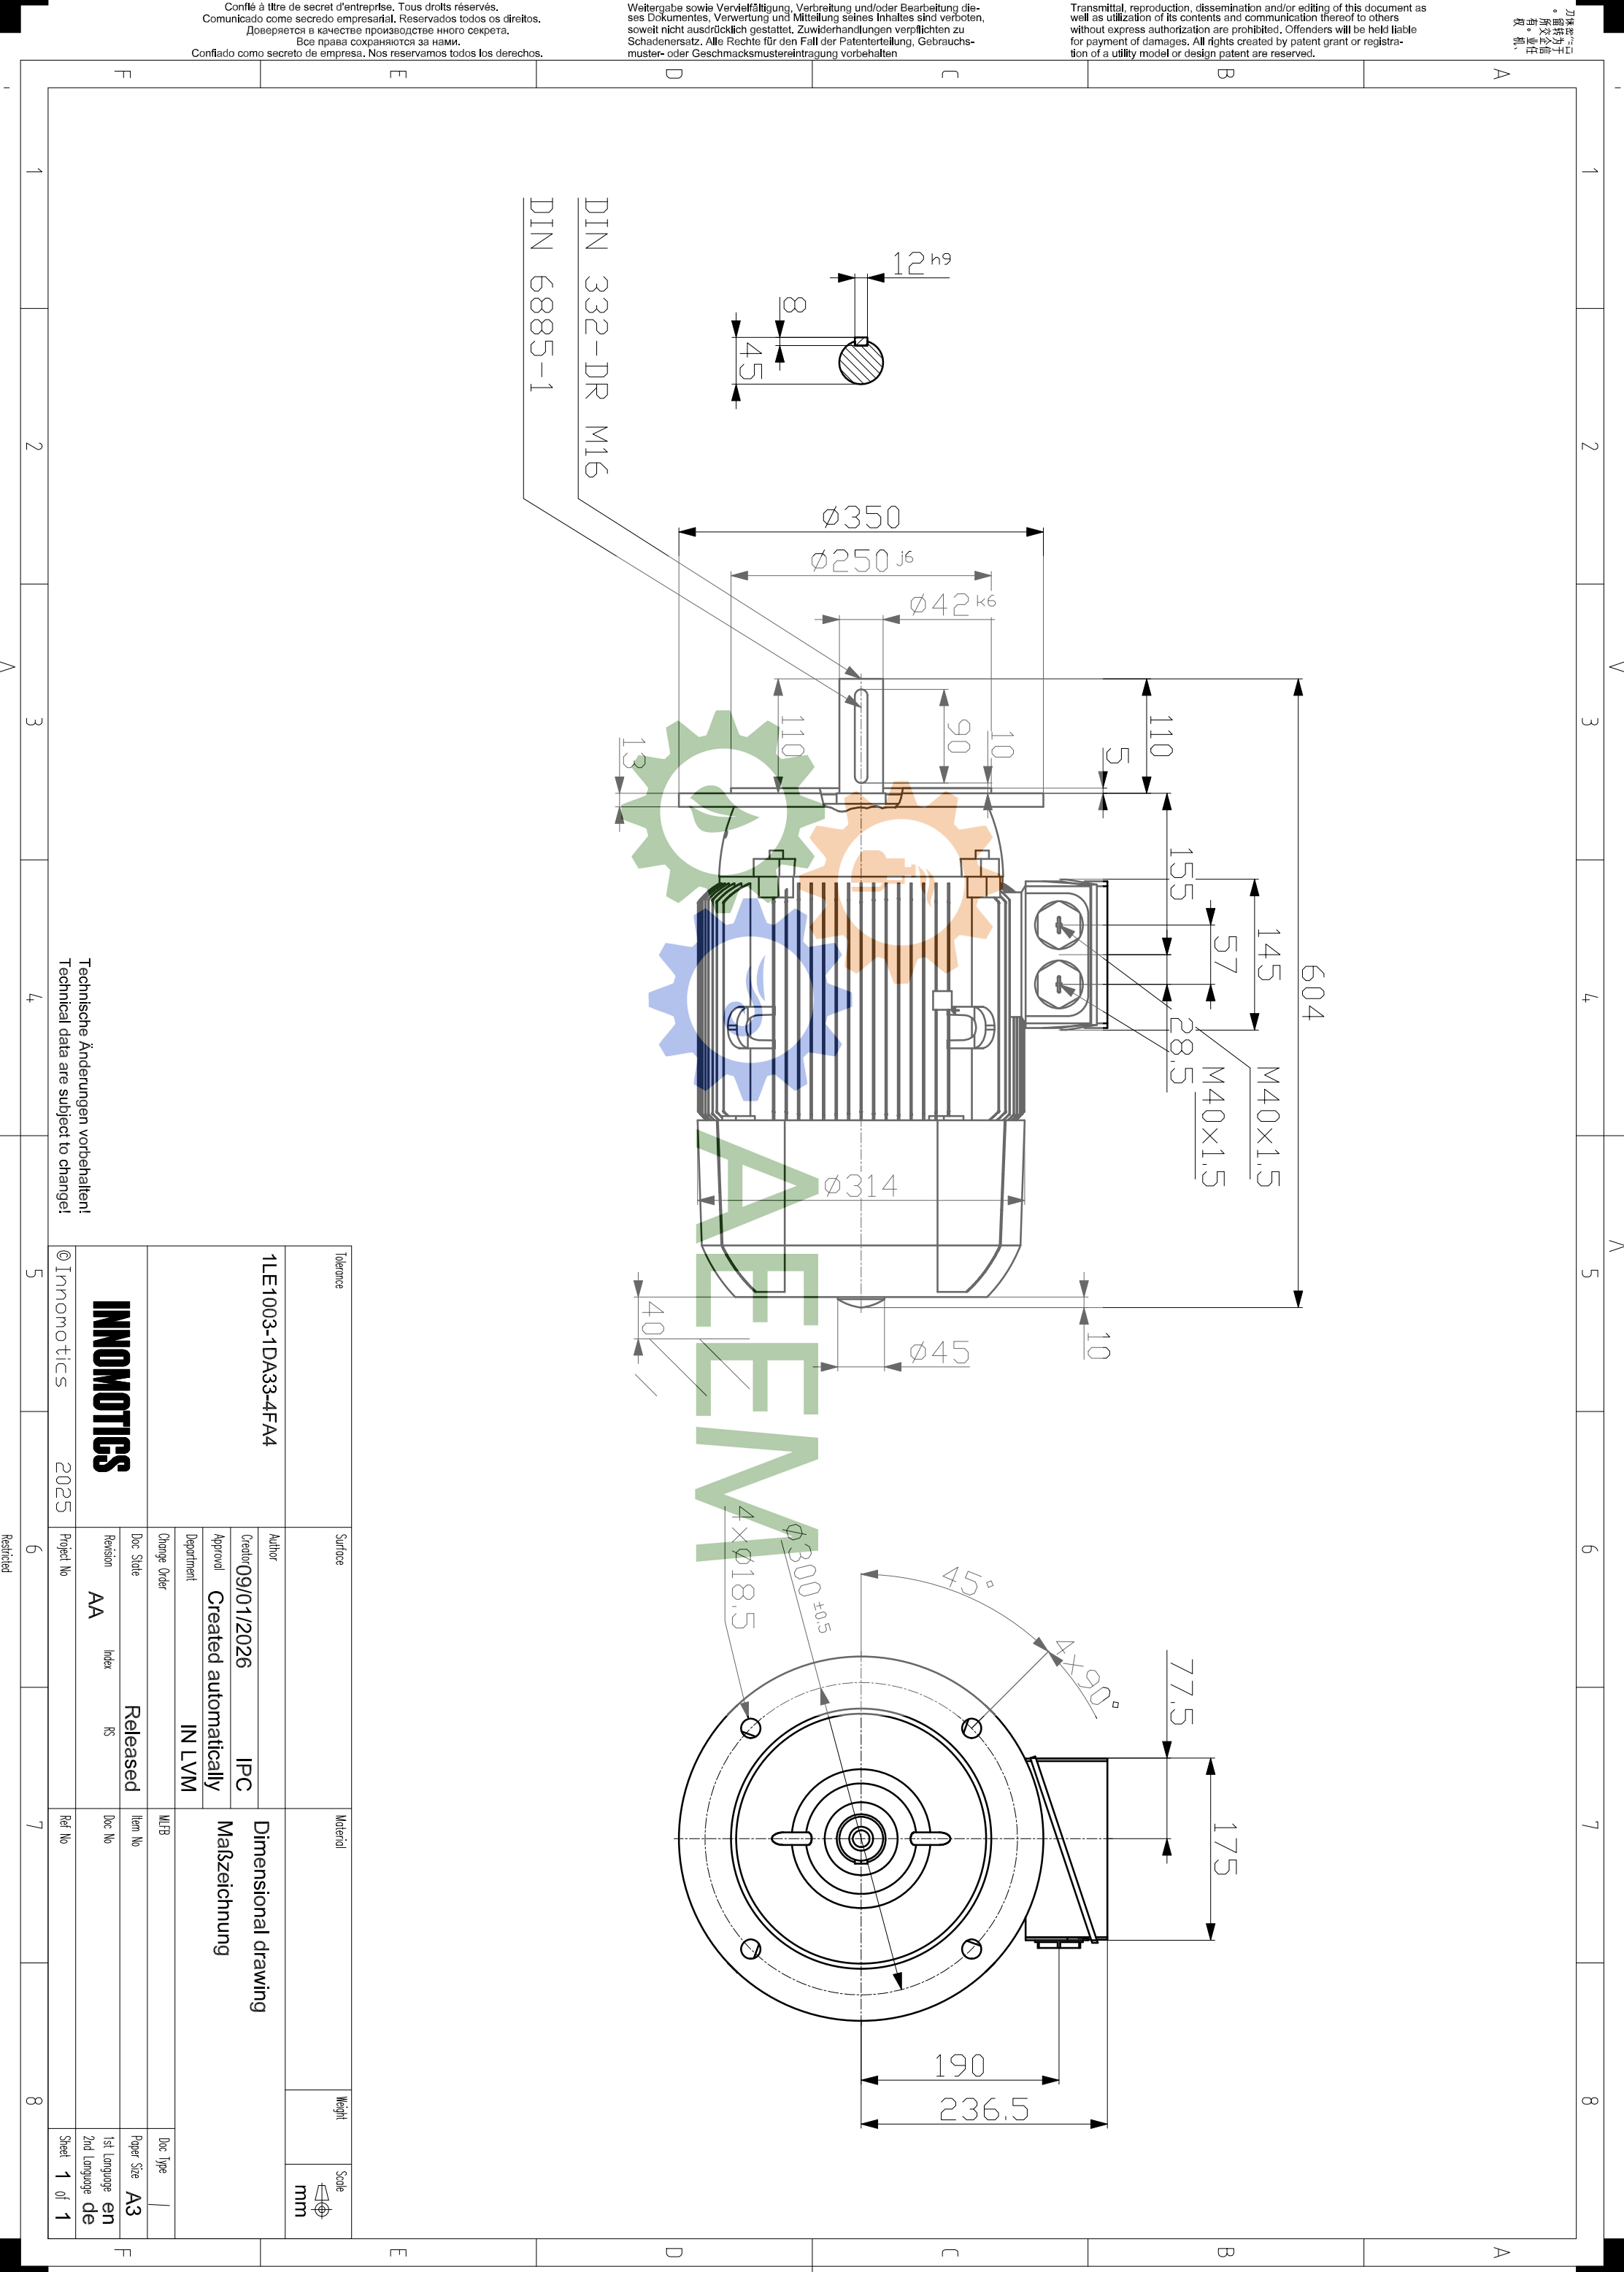 Confié à titre de secret d'entreprise. Tous droits réservés.
Comunicado como secredo empresarial. Reservados todos os direitos.
Доверяется в качестве производстве нного секрета.
Все права сохраняются за нами.
Confiado como secreto de empresa. Nos reservamos todos los derechos.
Weitergabe sowie Vervielfältigung, Verbreitung und/oder Bearbeitung die-
ses Dokumentes, Verwertung und Mitteilung seines Inhaltes sind verboten,
soweit nicht ausdrücklich gestattet. Zuwiderhandlungen verpflichten zu
Schadenersatz. Alle Rechte für den Fall der Patenterteilung, Gebrauchs-
muster- oder Geschmacksmustereintragung vorbehalten
Transmittal, reproduction, dissemination and/or editing of this document as
well as utilization of its contents and communication thereof to others
without express authorization are prohibited. Offenders will be held liable
for payment of damages. All rights created by patent grant or registra-
tion of a utility model or design patent are reserved.
F E D C B A
1 1
2 2
3 3
4 4
5 5
6 6
7 7
8 8
F E D C B A
DIN 332-DR M16
DIN 6885-1
12 h9
8
45
Ø350
Ø250 j6
Ø42 k6
110
13
90
10
5
110
155
145
57
28.5
604
M40x1.5
M40x1.5
Ø314
40
Ø45
10
AEEM
4ר18.5
Ø300 ±0.5
45°
4×90°
77.5
175
190
236.5
Technische Änderungen vorbehalten!
Technical data are subject to change!
Tolerance
1LE1003-1DA33-4FA4
INNOMOTICS
© Innomotics 2025
Surface
Author
Creator 09/01/2026 IPC
Approval Created automatically
Department IN LVM
Change Order
Doc State Released
Revision AA Index RS
Project No
Material
Dimensional drawing
Maßzeichnung
MLFB
Item No
Doc No
Ref No
Weight
Scale
mm
Doc Type /
Paper Size A3
1st Language en
2nd Language de
Sheet 1 of 1
Restricted